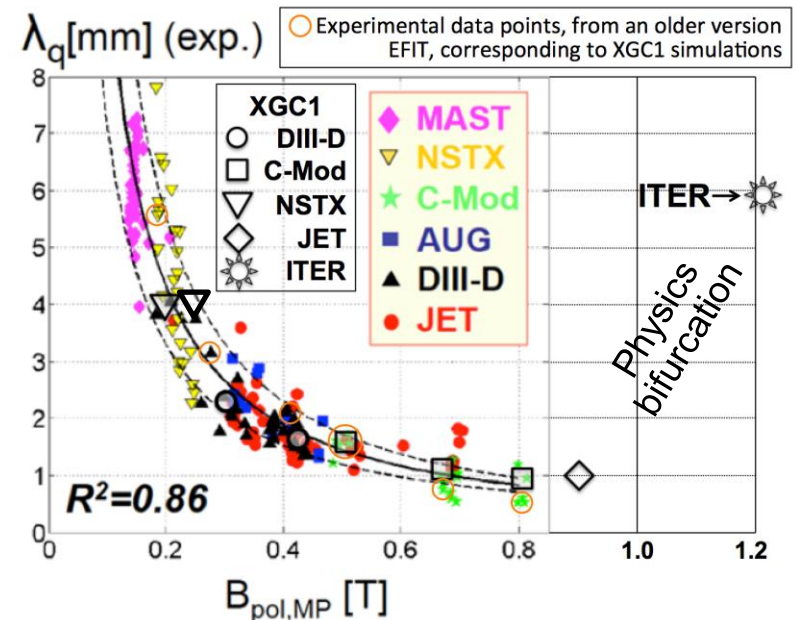 λq[mm] (exp.)
Experimental data points, from an older version
EFIT, corresponding to XGC1 simulations
8
7
6
5
4
3
2
1
0
XGC1
DIII-D
C-Mod
NSTX
JET
ITER
MAST
NSTX
C-Mod
AUG
DIII-D
JET
ITER→
Physics
bifurcation
R²=0.86
0
0.2
0.4
0.6
0.8
1.0
1.2
Bpol,MP [T]